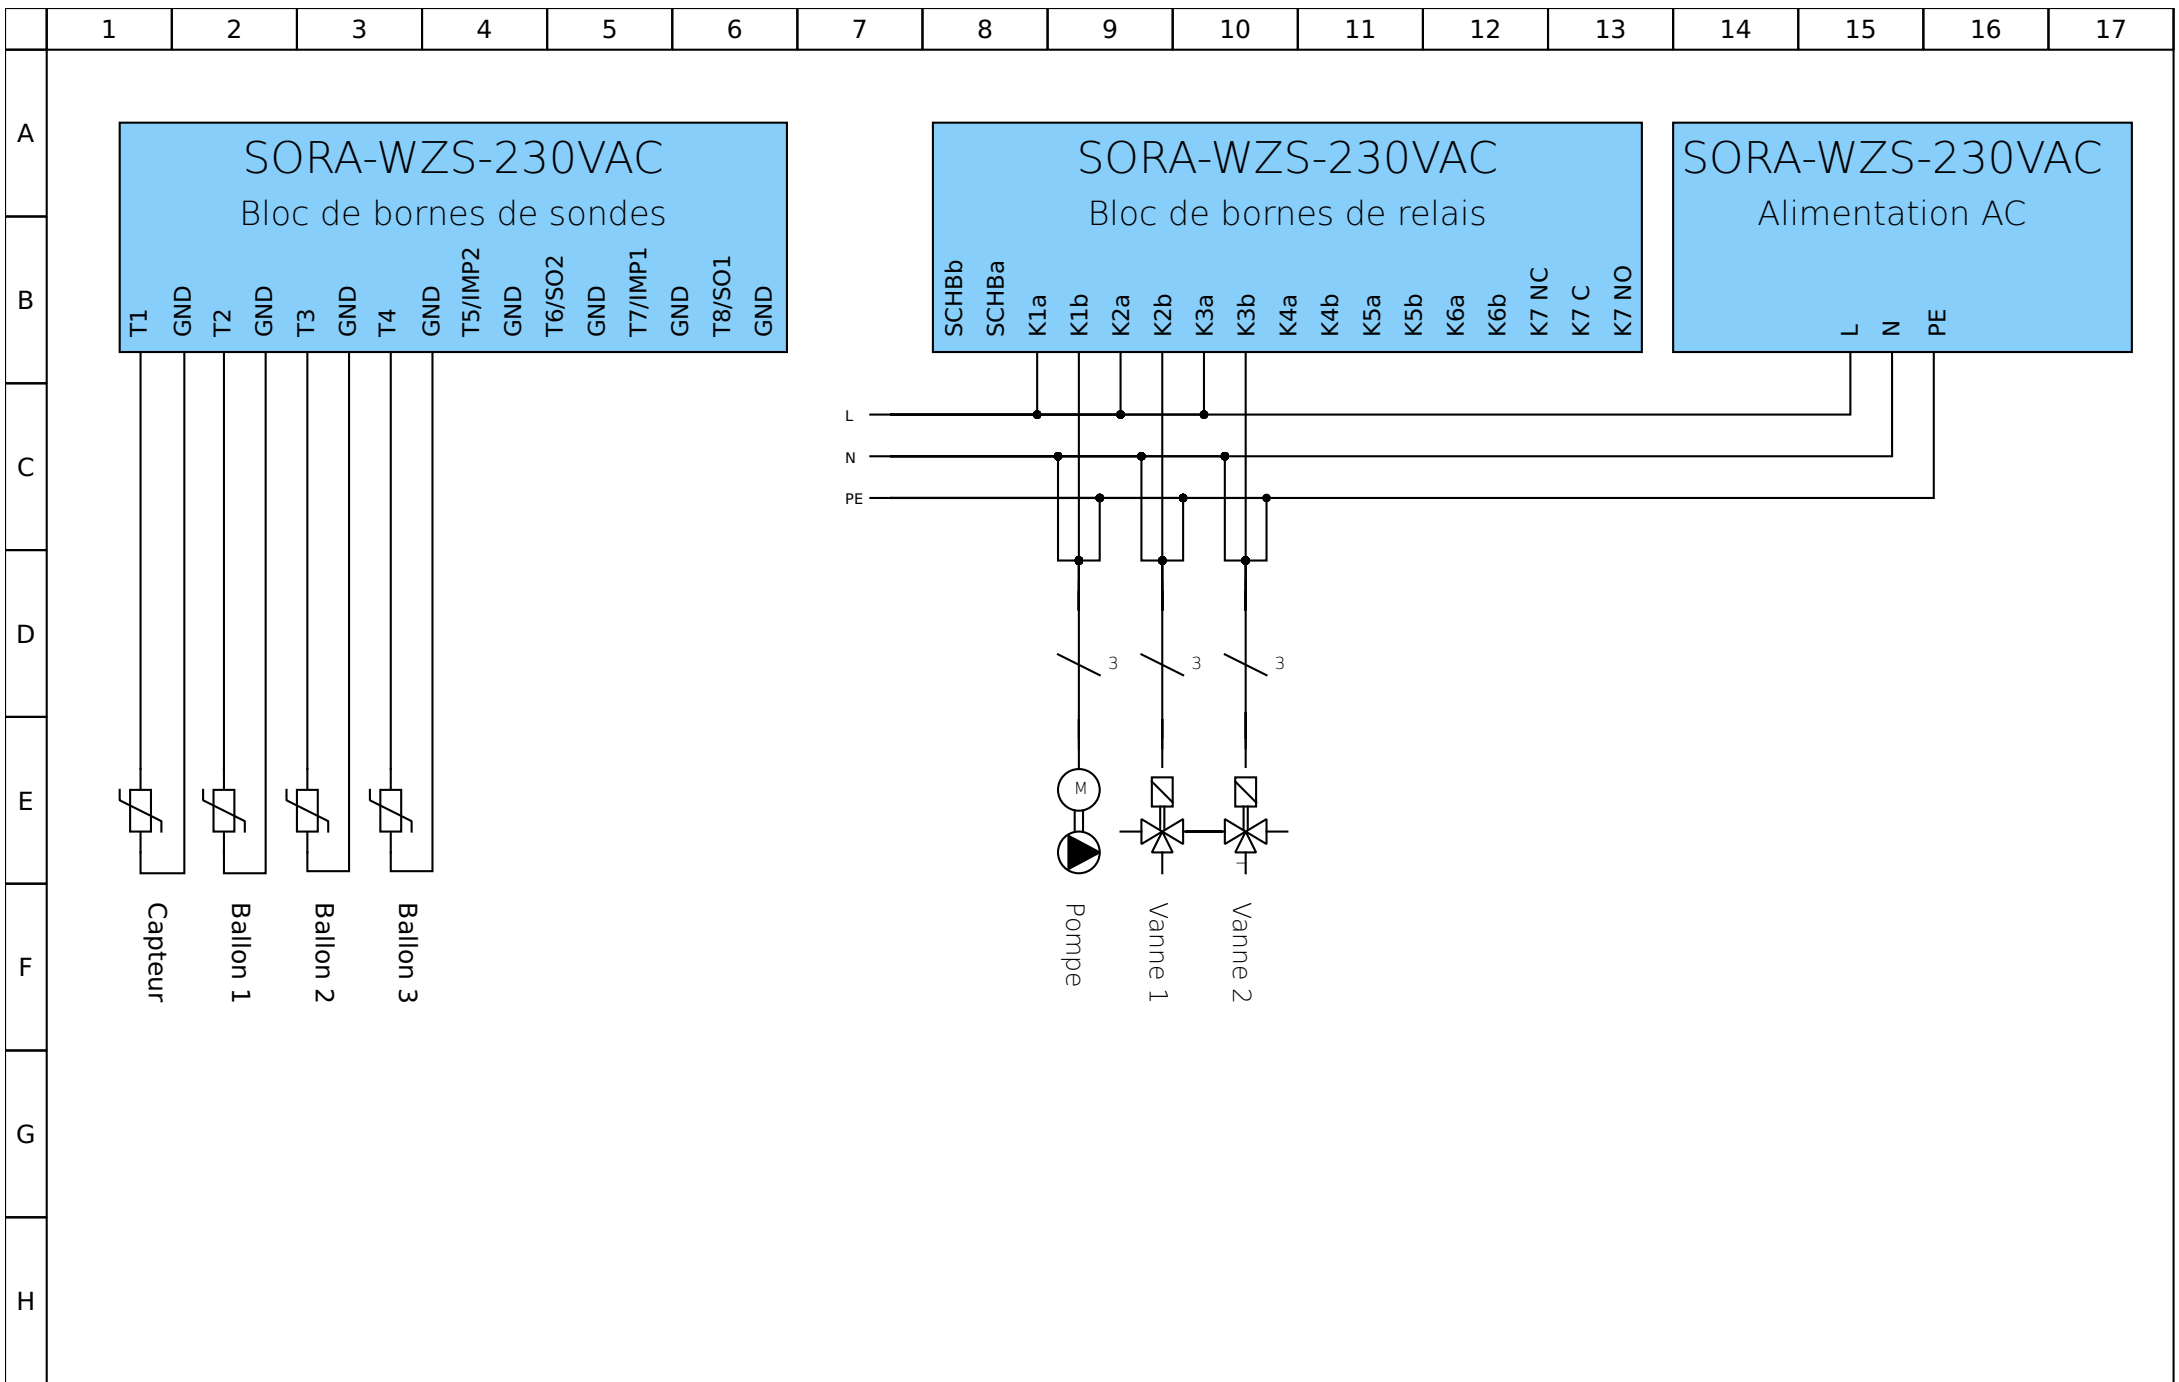 1 2 3 4 5 6 7 8 9 10 11 12 13 14 15 16 17
A
SORA-WZS-230VAC
Bloc de bornes de sondes
T1 GND T2 GND T3 GND T4 GND T5/IMP2 GND T6/SO2 GND T7/IMP1 GND T8/SO1 GND
SORA-WZS-230VAC
Bloc de bornes de relais
SCHBb SCHBa K1a K1b K2a K2b K3a K3b K4a K4b K5a K5b K6a K6b K7 NC K7 C K7 NO
SORA-WZS-230VAC
Alimentation AC
L N PE
B
L
N
PE
C
D
3 3 3
E
M
T
Capteur
Ballon 1
Ballon 2
Ballon 3
Pompe
Vanne 1
Vanne 2
F
G
H